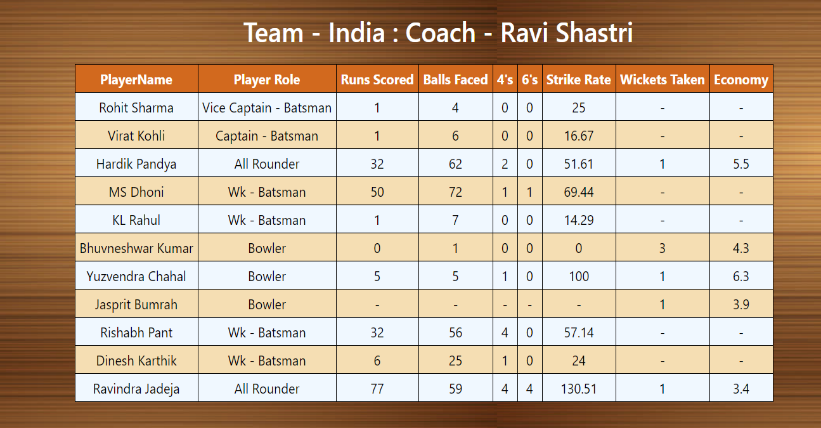 Team - India : Coach - Ravi Shastri
PlayerName Player Role Runs Scored Balls Faced 4's 6's Strike Rate Wickets Taken Economy
Rohit Sharma Vice Captain - Batsman 1 4 0 0 25 - -
Virat Kohli Captain - Batsman 1 6 0 0 16.67 - -
Hardik Pandya All Rounder 32 62 2 0 51.61 1 5.5
MS Dhoni Wk - Batsman 50 72 1 1 69.44 - -
KL Rahul Wk - Batsman 1 7 0 0 14.29 - -
Bhuvneshwar Kumar Bowler 0 1 0 0 0 3 4.3
Yuzvendra Chahal Bowler 5 5 1 0 100 1 6.3
Jasprit Bumrah Bowler - - - - - 1 3.9
Rishabh Pant Wk - Batsman 32 56 4 0 57.14 - -
Dinesh Karthik Wk - Batsman 6 25 1 0 24 - -
Ravindra Jadeja All Rounder 77 59 4 4 130.51 1 3.4